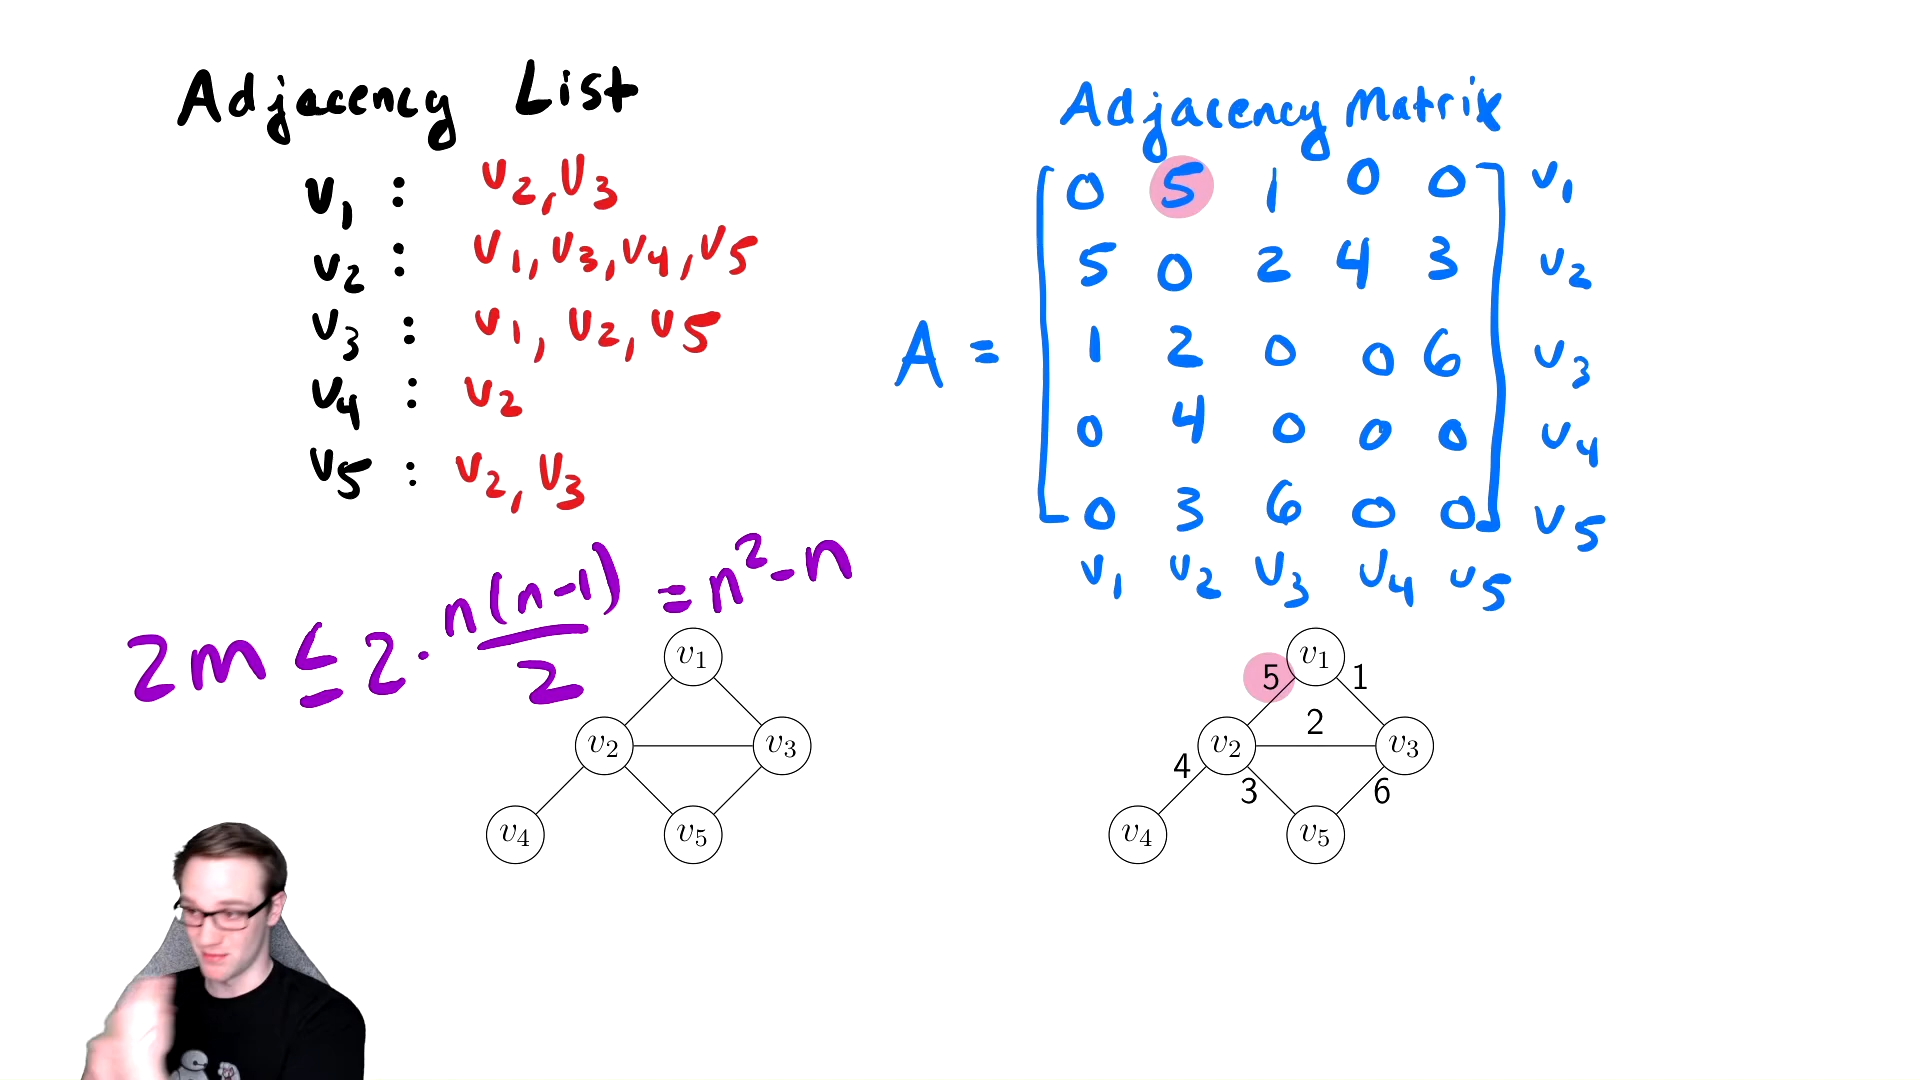 Adjacency List
v1 : v2, v3
v2 : v1, v3, v4, v5
v3 : v1, v2, v5
v4 : v2
v5 : v2, v3
2m ≤ 2 · n(n-1)/2 = n² - n
v1
v2 v3
v4 v5
Adjacency Matrix
A =
0 5 1 0 0 v1
5 0 2 4 3 v2
1 2 0 0 6 v3
0 4 0 0 0 v4
0 3 6 0 0 v5
v1 v2 v3 v4 v5
5 v1 1
2
v2 v3
4 3 6
v4 v5